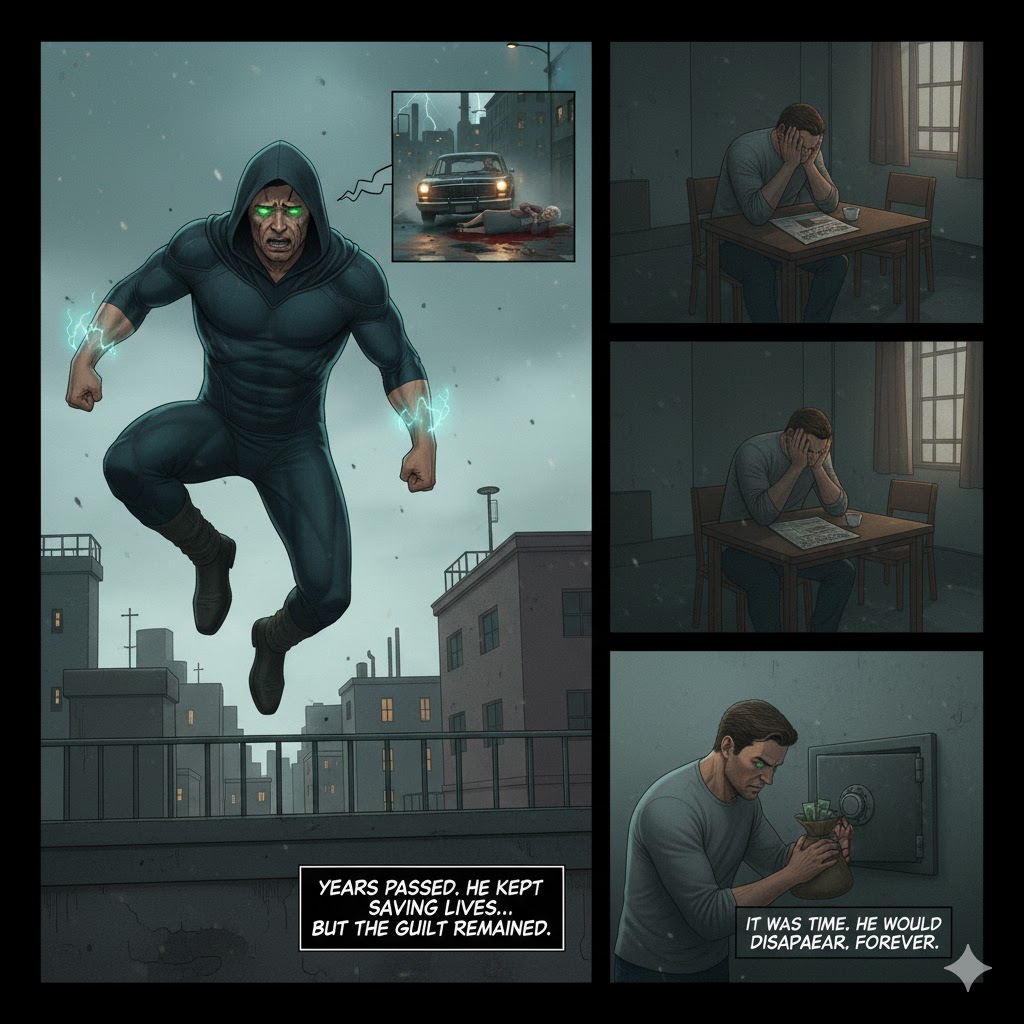 YEARS PASSED. HE KEPT
SAVING LIVES...
BUT THE GUILT REMAINED.
IT WAS TIME. HE WOULD
DISAPAEAR, FOREVER.